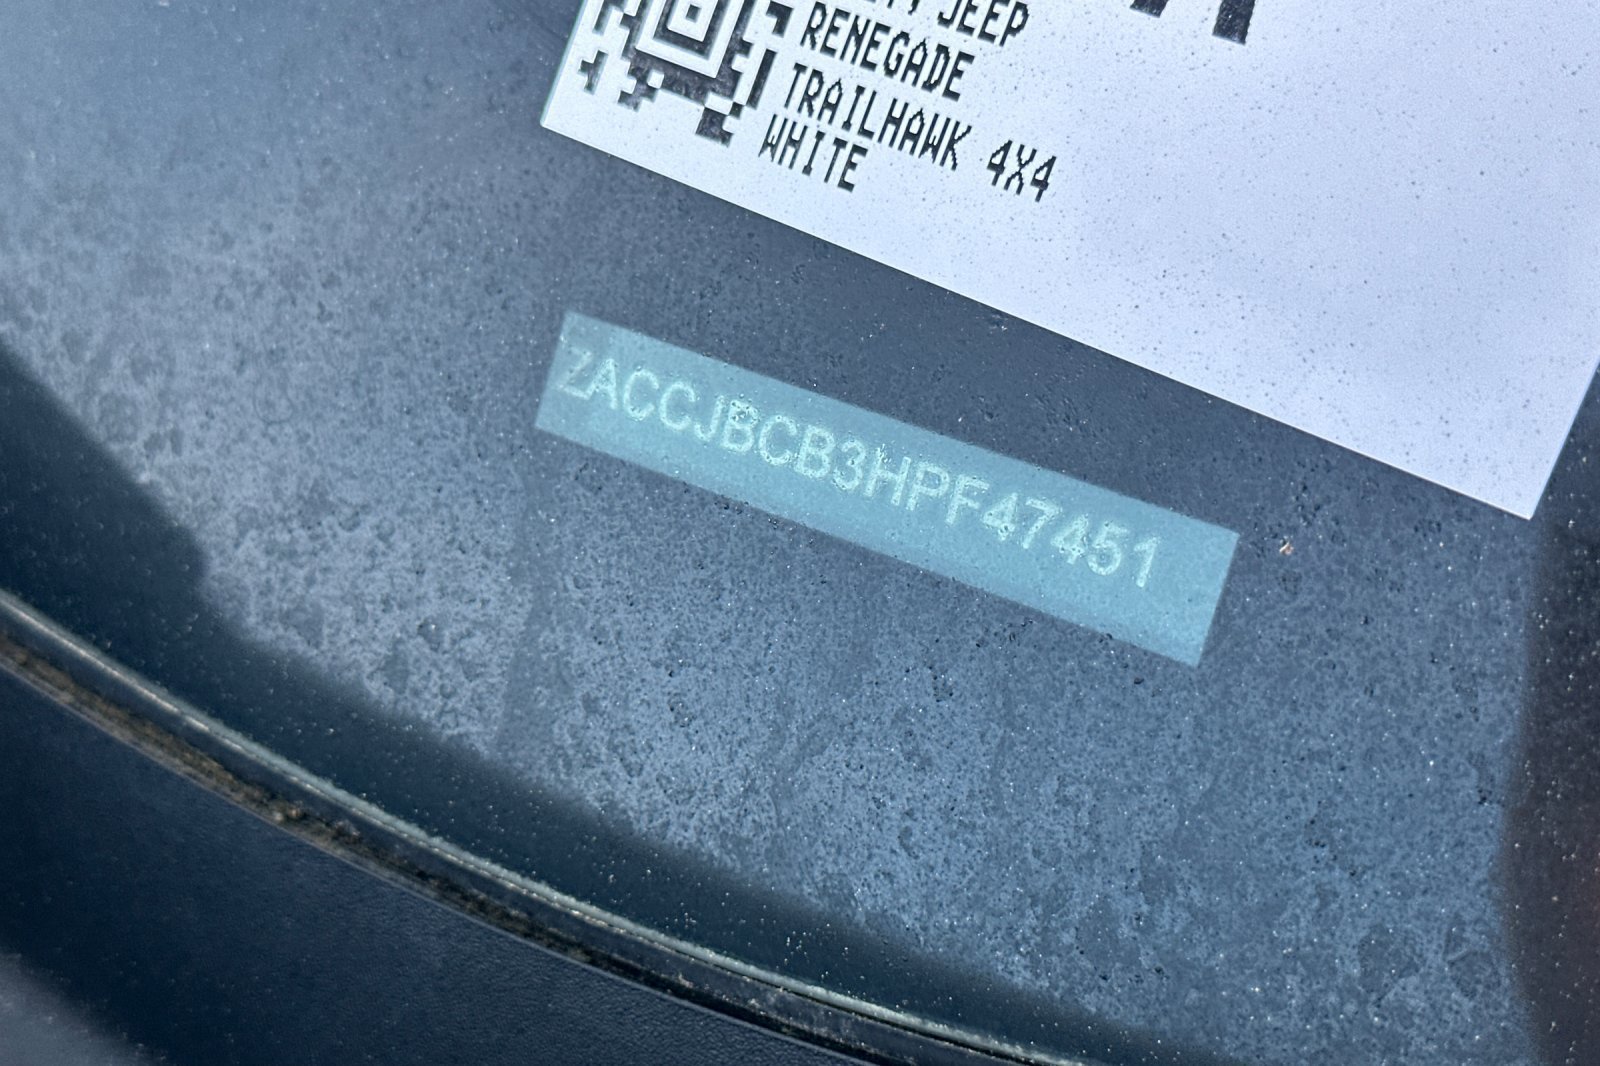 JEEP
RENEGADE
TRAILHAWK 4X4
WHITE
ZACCJBCB3HPF47451